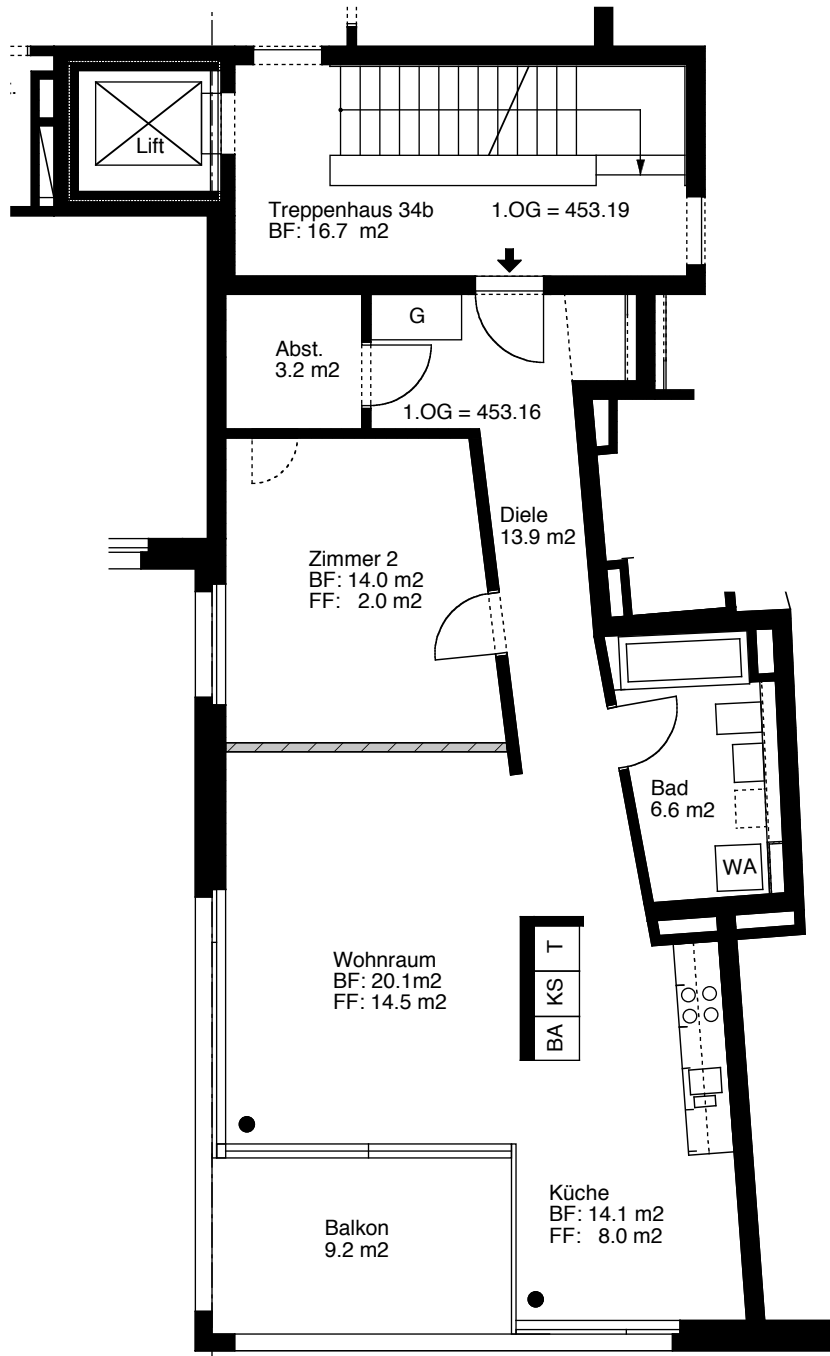 Lift
Treppenhaus 34b
BF: 16.7 m2
1.OG = 453.19
G
Abst.
3.2 m2
1.OG = 453.16
Diele
13.9 m2
Zimmer 2
BF: 14.0 m2
FF: 2.0 m2
Bad
6.6 m2
WA
Wohnraum
BF: 20.1m2
FF: 14.5 m2
T
KS
BA
Küche
BF: 14.1 m2
FF: 8.0 m2
Balkon
9.2 m2